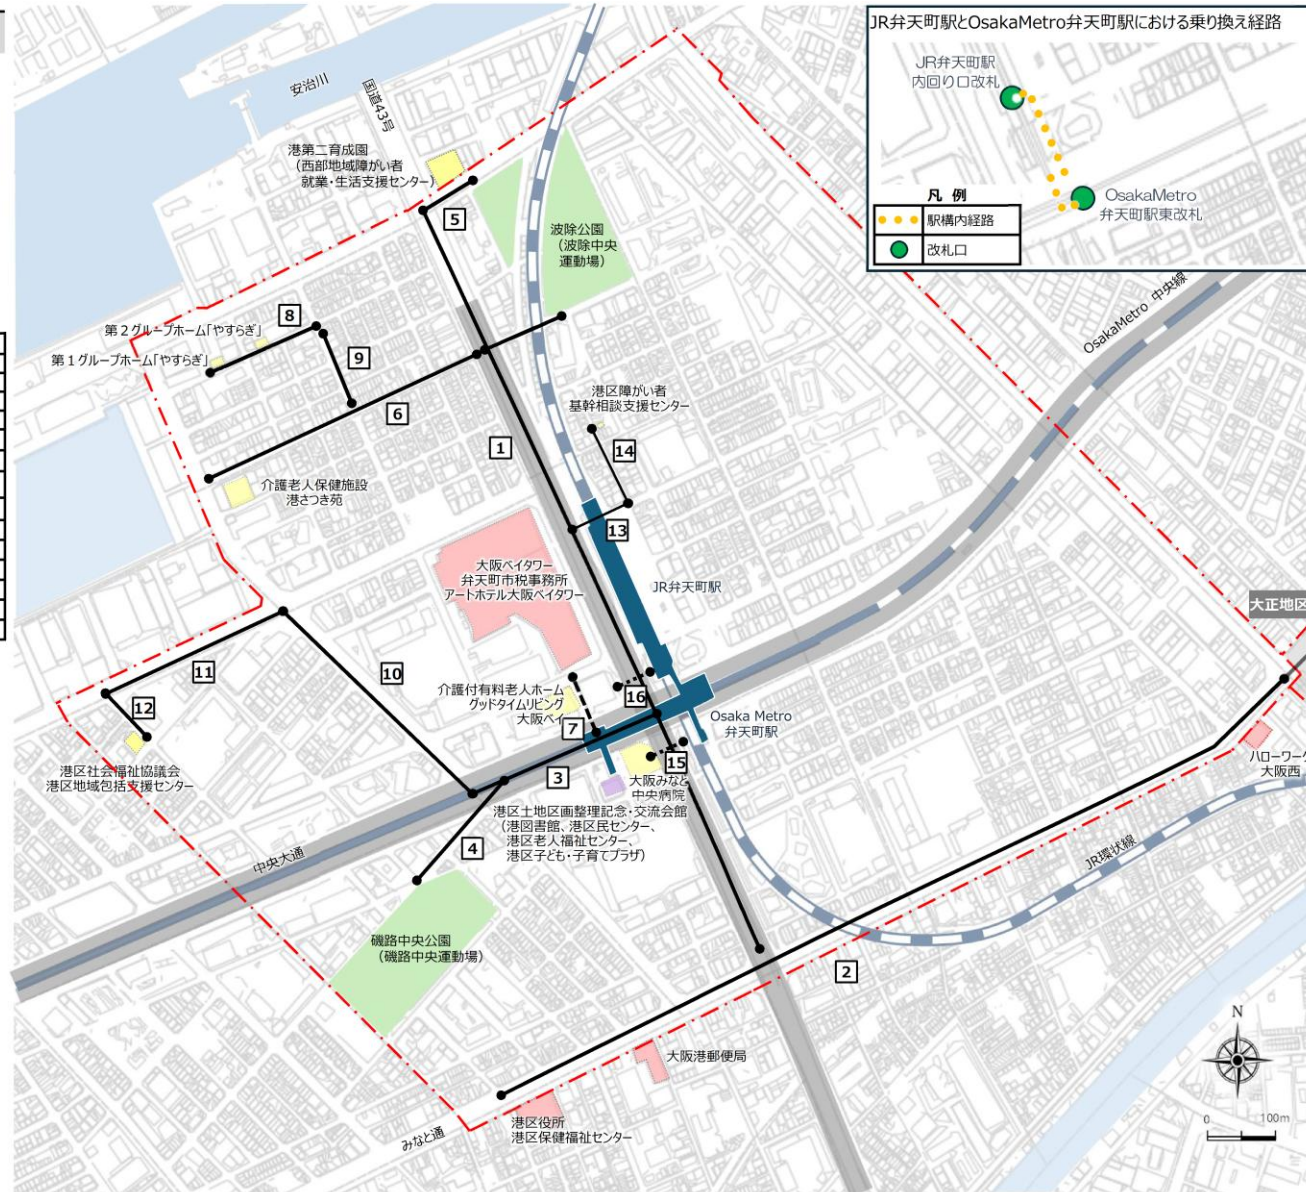 JR弁天町駅とOsakaMetro弁天町駅における乗り換え経路
JR弁天町駅
内回り口改札
OsakaMetro
弁天町駅東改札
凡 例
駅構内経路
改札口
安治川
国道43号
港第二育成園
（西部地域障がい者
就業・生活支援センター）
5
波除公園
（波除中央
運動場）
OsakaMetro 中央線
8
第２グループホーム「やすらぎ」
第１グループホーム「やすらぎ」
9
6
港区障がい者
基幹相談支援センター
1
14
介護老人保健施設
港さつき苑
13
大阪ベイタワー
弁天町市税事務所
アートホテル大阪ベイタワー
JR弁天町駅
大正地区
11
10
16
介護付有料老人ホーム
グッドタイムリビング
大阪ベイ
12
7
Osaka Metro
弁天町駅
15
港区社会福祉協議会
港区地域包括支援センター
3
大阪みなと
中央病院
ハローワーク
大阪西
港区土地区画整理記念・交流会館
（港図書館、港区民センター、
港区老人福祉センター、
港区子ども・子育てプラザ）
4
中央大通
JR環状線
磯路中央公園
（磯路中央運動場）
2
N
大阪港郵便局
0 100m
港区役所
港区保健福祉センター
みなと通